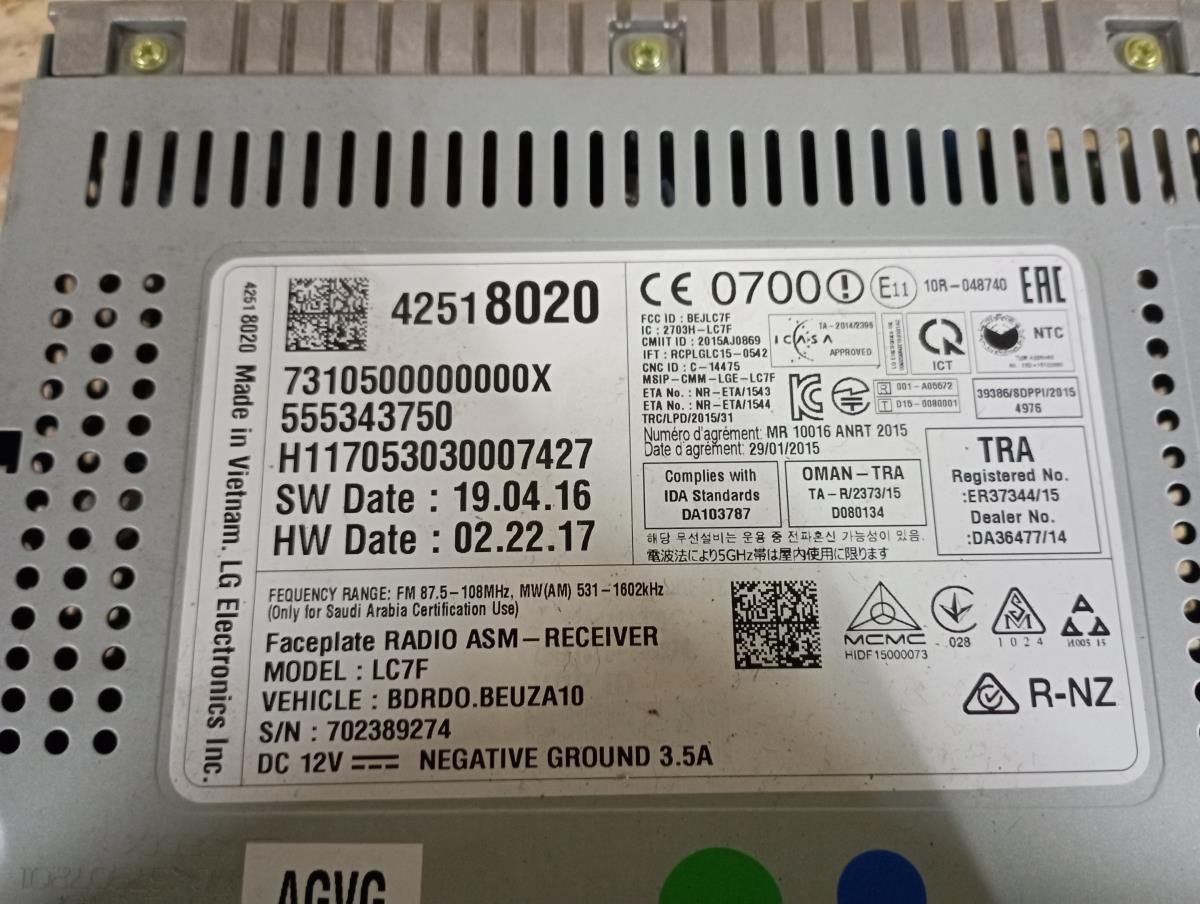 42518020 Made in Vietnam. LG Electronics Inc.
42518020
7310500000000X
555343750
H117053030007427
SW Date : 19.04.16
HW Date : 02.22.17
CE 0700 E11 10R-048740 EAC
FCC ID : BEJLC7F
IC : 2703H-LC7F
CMIIT ID : 2015AJ0869
IFT : RCPLGLC15-0542
CNC ID : C-14475
MSIP-CMM-LGE-LC7F
ETA No. : NR-ETA/1543
ETA No. : NR-ETA/1544
TRC/LPD/2015/31
ICASA
TA-2014/2395
APPROVED
ICT
NTC
R 001-A05572
T D15-0080001
39386/SDPPI/2015
4976
Numéro d'agrément: MR 10016 ANRT 2015
Date d'agrément: 29/01/2015
Complies with
IDA Standards
DA103787
OMAN-TRA
TA-R/2373/15
D080134
TRA
Registered No.
:ER37344/15
Dealer No.
:DA36477/14
해당 무선설비는 운용 중 전파혼신 가능성이 있음.
電波法により5GHz帯は屋内使用に限ります
FEQUENCY RANGE: FM 87.5-108MHz, MW(AM) 531-1602kHz
(Only for Saudi Arabia Certification Use)
Faceplate RADIO ASM-RECEIVER
MODEL : LC7F
VEHICLE : BDRDO.BEUZA10
S/N : 702389274
DC 12V NEGATIVE GROUND 3.5A
MCMC
HIDF15000073
028
1024
R-NZ
AGVG